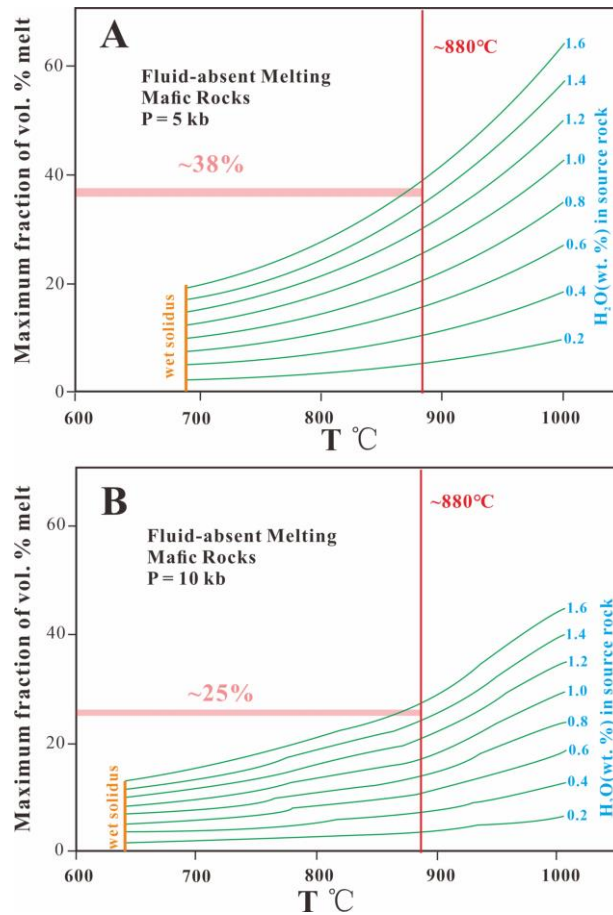 A
Fluid-absent Melting
Mafic Rocks
P = 5 kb
~880℃
~38%
Maximum fraction of vol. % melt
60
40
20
0
wet solidus
1.6
1.4
1.2
1.0
0.8
0.6
0.4
0.2
H₂O(wt. %) in source rock
600
700
800
900
1000
T ℃
B
Fluid-absent Melting
Mafic Rocks
P = 10 kb
~880℃
~25%
Maximum fraction of vol. % melt
60
40
20
0
wet solidus
1.6
1.4
1.2
1.0
0.8
0.6
0.4
0.2
H₂O(wt. %) in source rock
600
700
800
900
1000
T ℃